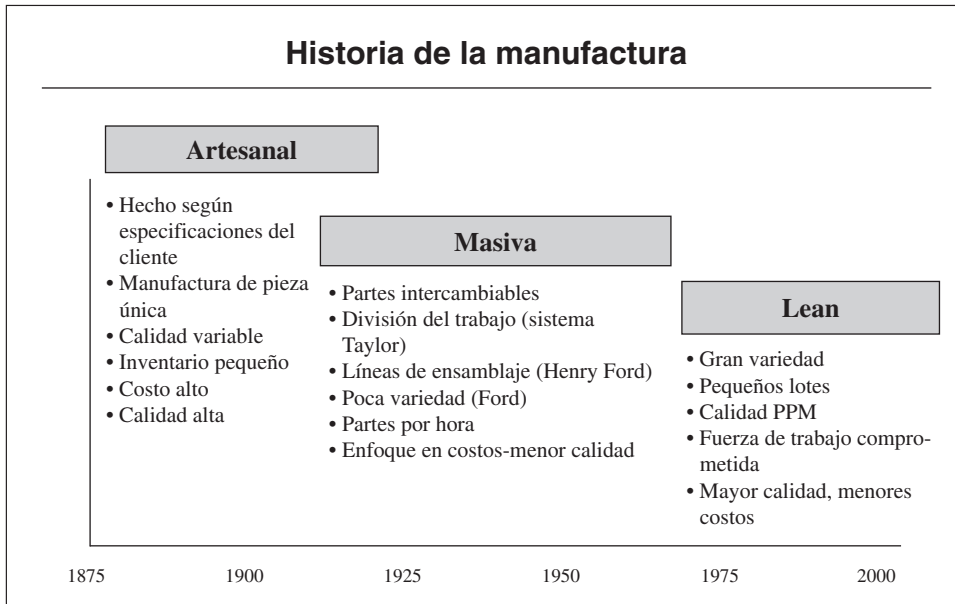 Historia de la manufactura
Artesanal
• Hecho según
especificaciones del
cliente
• Manufactura de pieza
única
• Calidad variable
• Inventario pequeño
• Costo alto
• Calidad alta
Masiva
• Partes intercambiables
• División del trabajo (sistema
Taylor)
• Líneas de ensamblaje (Henry Ford)
• Poca variedad (Ford)
• Partes por hora
• Enfoque en costos-menor calidad
Lean
• Gran variedad
• Pequeños lotes
• Calidad PPM
• Fuerza de trabajo compro-
metida
• Mayor calidad, menores
costos
1875 1900 1925 1950 1975 2000